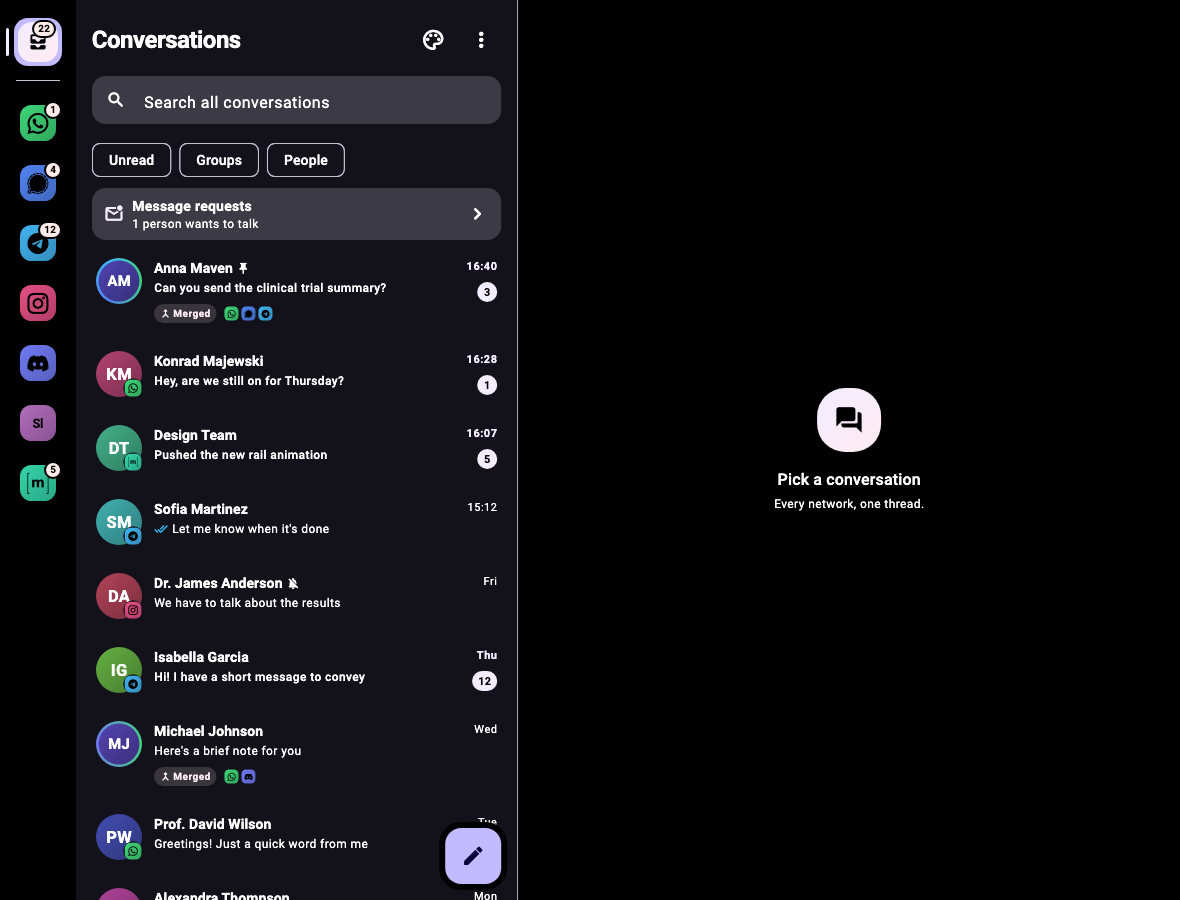 22
1
4
12
Sl
[m]
5
Conversations
Search all conversations
Unread
Groups
People
Message requests
1 person wants to talk
AM
Anna Maven
16:40
Can you send the clinical trial summary?
3
Merged
KM
Konrad Majewski
16:28
Hey, are we still on for Thursday?
1
DT
Design Team
16:07
Pushed the new rail animation
5
[m]
SM
Sofia Martinez
15:12
Let me know when it's done
DA
Dr. James Anderson
Fri
We have to talk about the results
IG
Isabella Garcia
Thu
Hi! I have a short message to convey
12
MJ
Michael Johnson
Wed
Here's a brief note for you
Merged
PW
Prof. David Wilson
Tue
Greetings! Just a quick word from me
Alexandra Thompson
Mon
Pick a conversation
Every network, one thread.